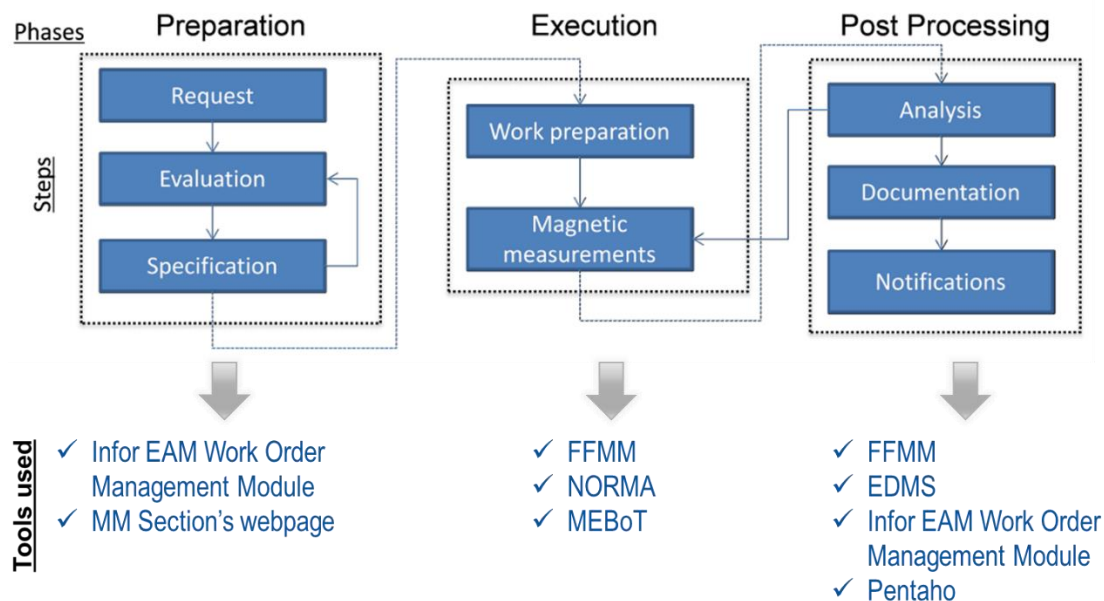 Phases
Preparation
Execution
Post Processing
Steps
Request
Evaluation
Specification
Work preparation
Magnetic
measurements
Analysis
Documentation
Notifications
Tools used
✓ Infor EAM Work Order
Management Module
✓ MM Section's webpage
✓ FFMM
✓ NORMA
✓ MEBoT
✓ FFMM
✓ EDMS
✓ Infor EAM Work Order
Management Module
✓ Pentaho